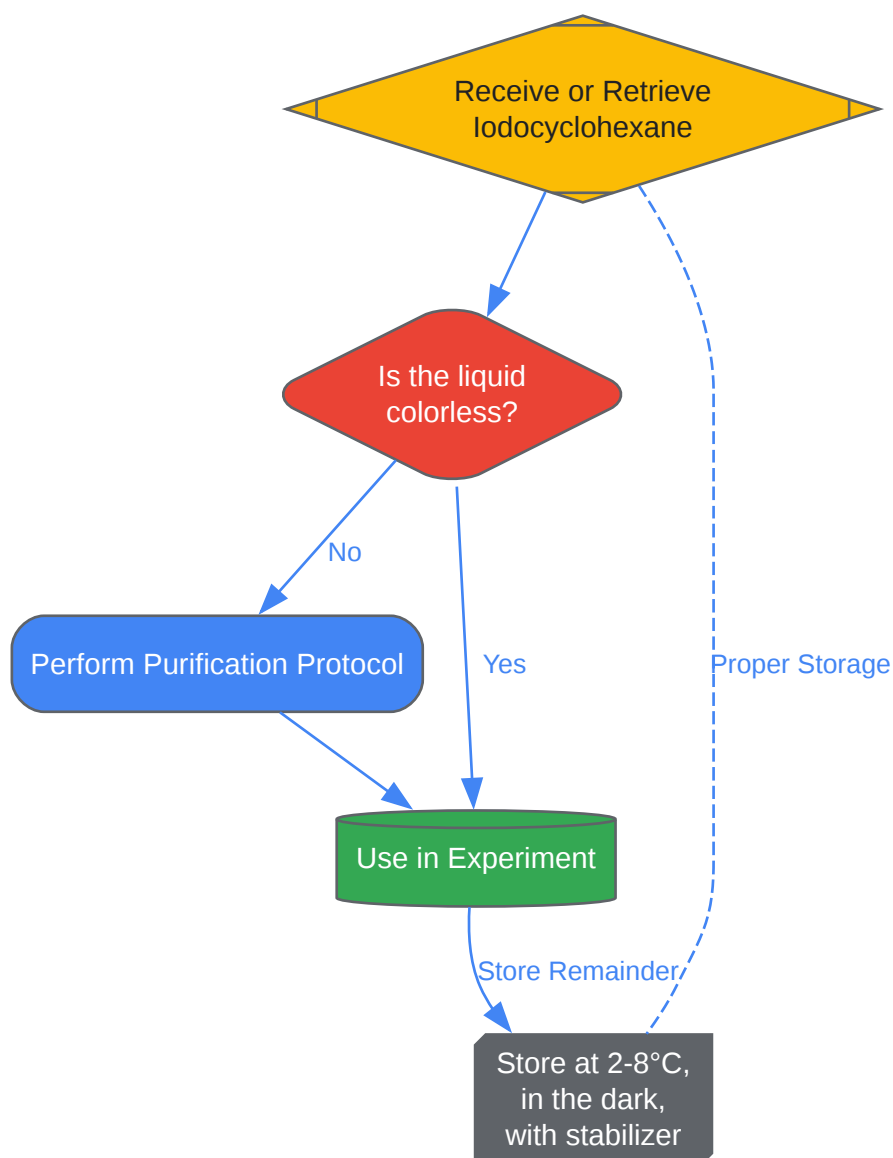 Receive or Retrieve
Iodocyclohexane
Is the liquid
colorless?
No
Perform Purification Protocol
Yes
Proper Storage
Use in Experiment
Store Remainder
Store at 2-8°C,
in the dark,
with stabilizer